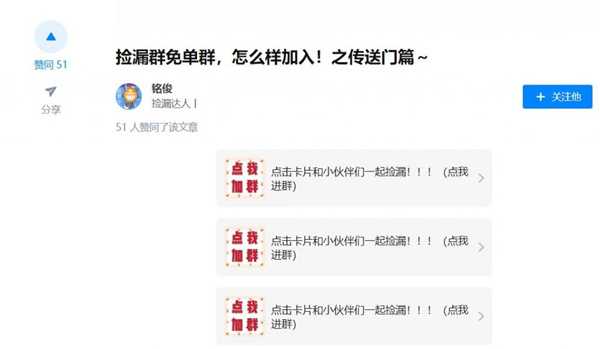 捡漏群免单群，怎么样加入！之传送门篇～
赞同 51
铭俊
捡漏达人丨
分享
＋ 关注他
51 人赞同了该文章
点我
加群
点击卡片和小伙伴们一起捡漏！！！（点我
进群）
点我
加群
点击卡片和小伙伴们一起捡漏！！！（点我
进群）
点我
加群
点击卡片和小伙伴们一起捡漏！！！（点我
进群）